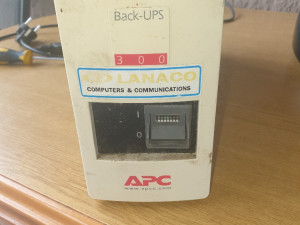 Back-UPS
300
LANACO
COMPUTERS & COMMUNICATIONS
I
O
APC
www.apcc.com